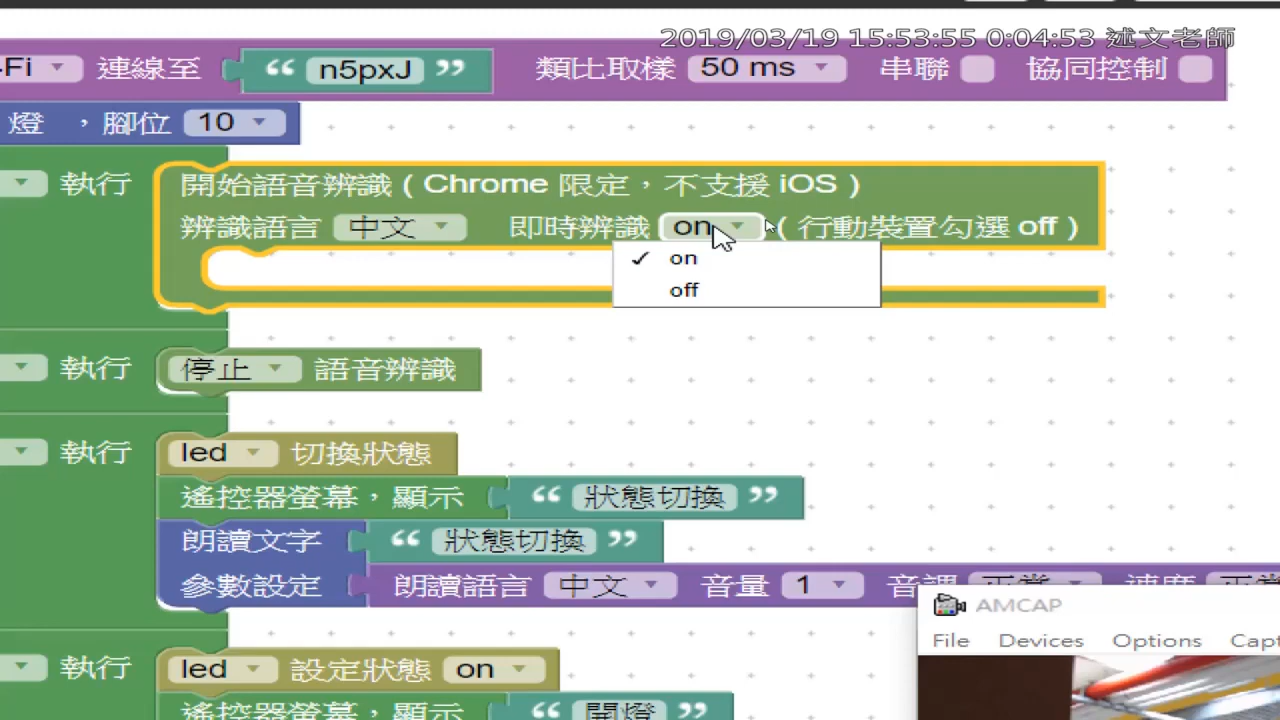 2019/03/19 15:53:55 0:04:53 述文老師
-Fi 連線至 “ n5pxJ ” 類比取樣 50 ms 串聯 協同控制
燈 ,腳位 10
執行 開始語音辨識 ( Chrome 限定,不支援 iOS )
辨識語言 中文 即時辨識 on ( 行動裝置勾選 off )
✓ on
off
執行 停止 語音辨識
執行 led 切換狀態
遙控器螢幕,顯示 “ 狀態切換 ”
朗讀文字 “ 狀態切換 ”
參數設定 朗讀語言 中文 音量 1 音調 正常 速度 正常
AMCAP
File Devices Options Capt
執行 led 設定狀態 on
遙控器螢幕,顯示 “ 開燈 ”